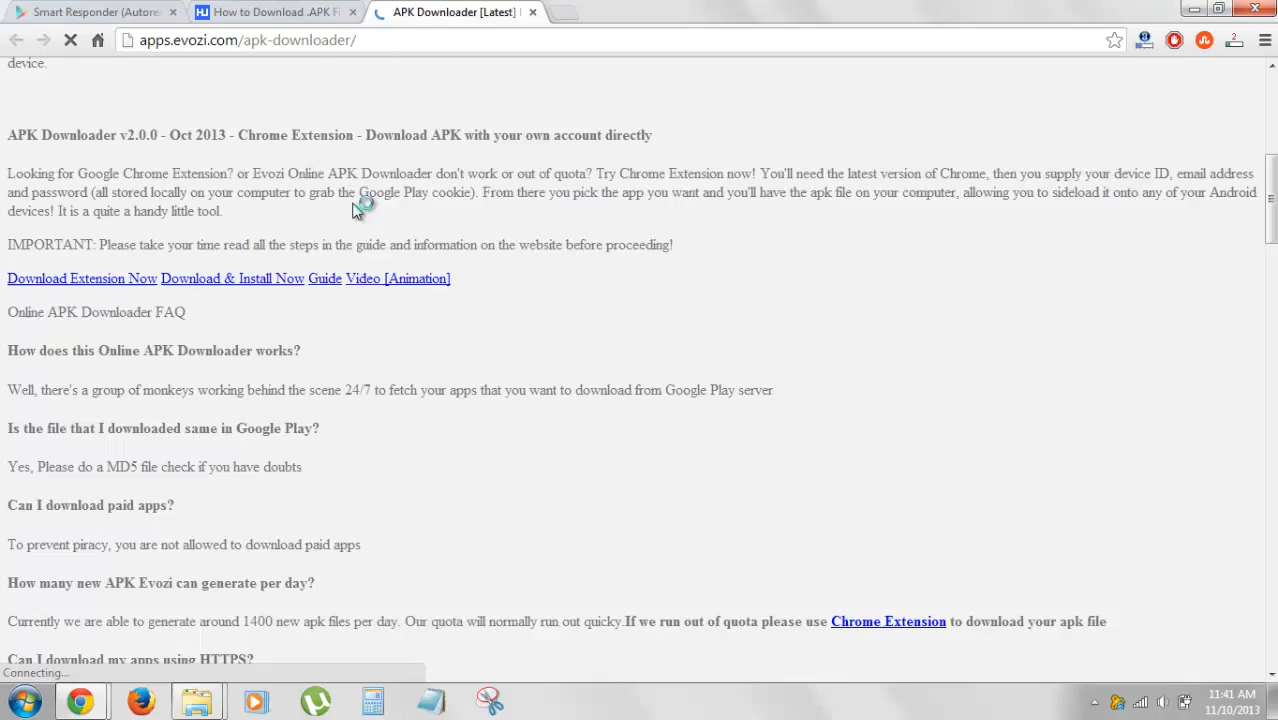 Smart Responder (Autores
How to Download .APK Fi
APK Downloader [Latest] |
apps.evozi.com/apk-downloader/
device.
APK Downloader v2.0.0 - Oct 2013 - Chrome Extension - Download APK with your own account directly
Looking for Google Chrome Extension? or Evozi Online APK Downloader don't work or out of quota? Try Chrome Extension now! You'll need the latest version of Chrome, then you supply your device ID, email address
and password (all stored locally on your computer to grab the Google Play cookie). From there you pick the app you want and you'll have the apk file on your computer, allowing you to sideload it onto any of your Android
devices! It is a quite a handy little tool.
IMPORTANT: Please take your time read all the steps in the guide and information on the website before proceeding!
Download Extension Now Download & Install Now Guide Video [Animation]
Online APK Downloader FAQ
How does this Online APK Downloader works?
Well, there's a group of monkeys working behind the scene 24/7 to fetch your apps that you want to download from Google Play server
Is the file that I downloaded same in Google Play?
Yes, Please do a MD5 file check if you have doubts
Can I download paid apps?
To prevent piracy, you are not allowed to download paid apps
How many new APK Evozi can generate per day?
Currently we are able to generate around 1400 new apk files per day. Our quota will normally run out quicky.If we run out of quota please use Chrome Extension to download your apk file
Can I download my apps using HTTPS?
Connecting...
11:41 AM
11/10/2013